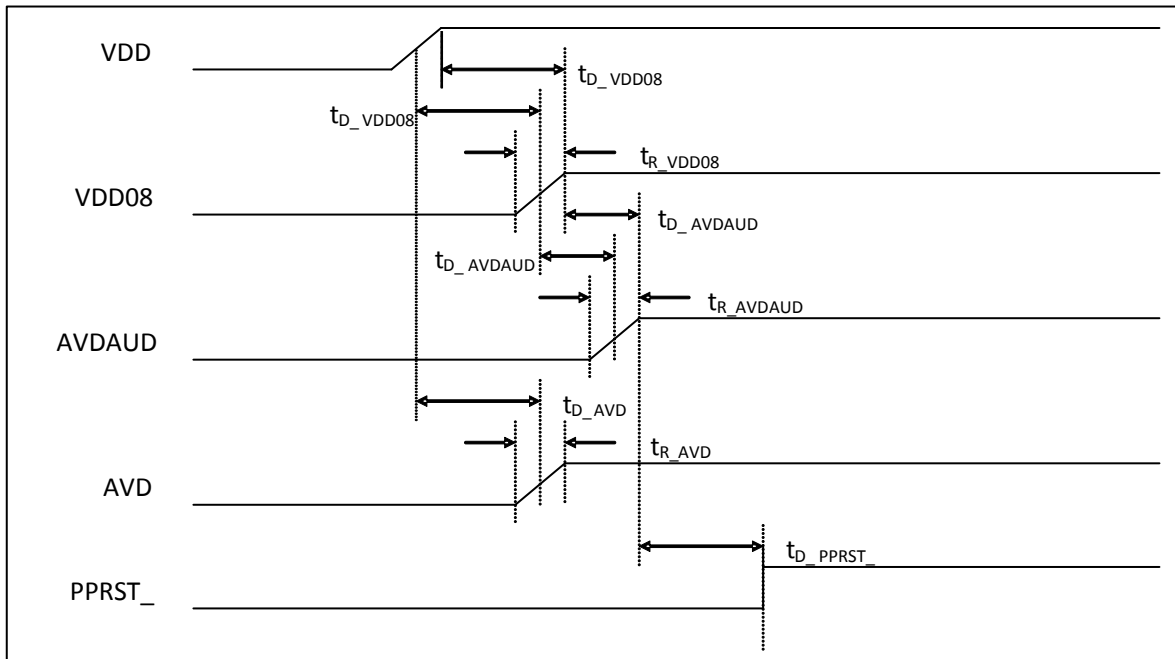 VDD
tD_VDD08
tD_VDD08
tR_VDD08
VDD08
tD_AVDAUD
tD_AVDAUD
tR_AVDAUD
AVDAUD
tD_AVD
tR_AVD
AVD
tD_PPRST_
PPRST_